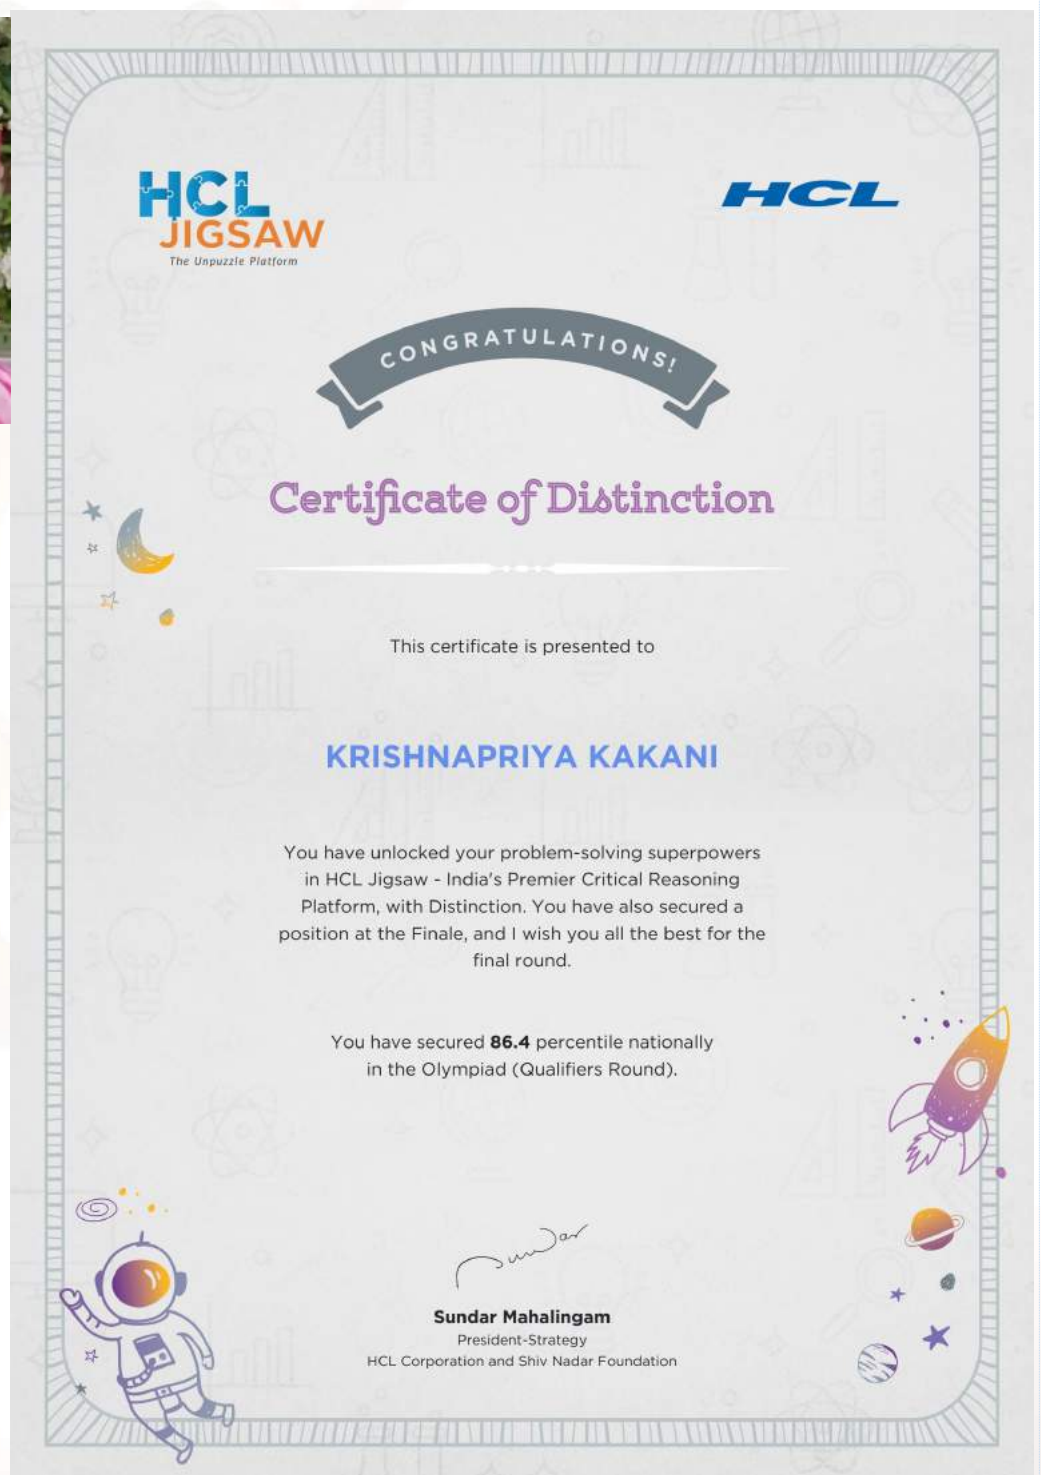 HCL
JIGSAW
The Unpuzzle Platform
HCL
CONGRATULATIONS!
Certificate of Distinction
This certificate is presented to
KRISHNAPRIYA KAKANI
You have unlocked your problem-solving superpowers
in HCL Jigsaw - India's Premier Critical Reasoning
Platform, with Distinction. You have also secured a
position at the Finale, and I wish you all the best for the
final round.
You have secured 86.4 percentile nationally
in the Olympiad (Qualifiers Round).
Sundar
Sundar Mahalingam
President-Strategy
HCL Corporation and Shiv Nadar Foundation